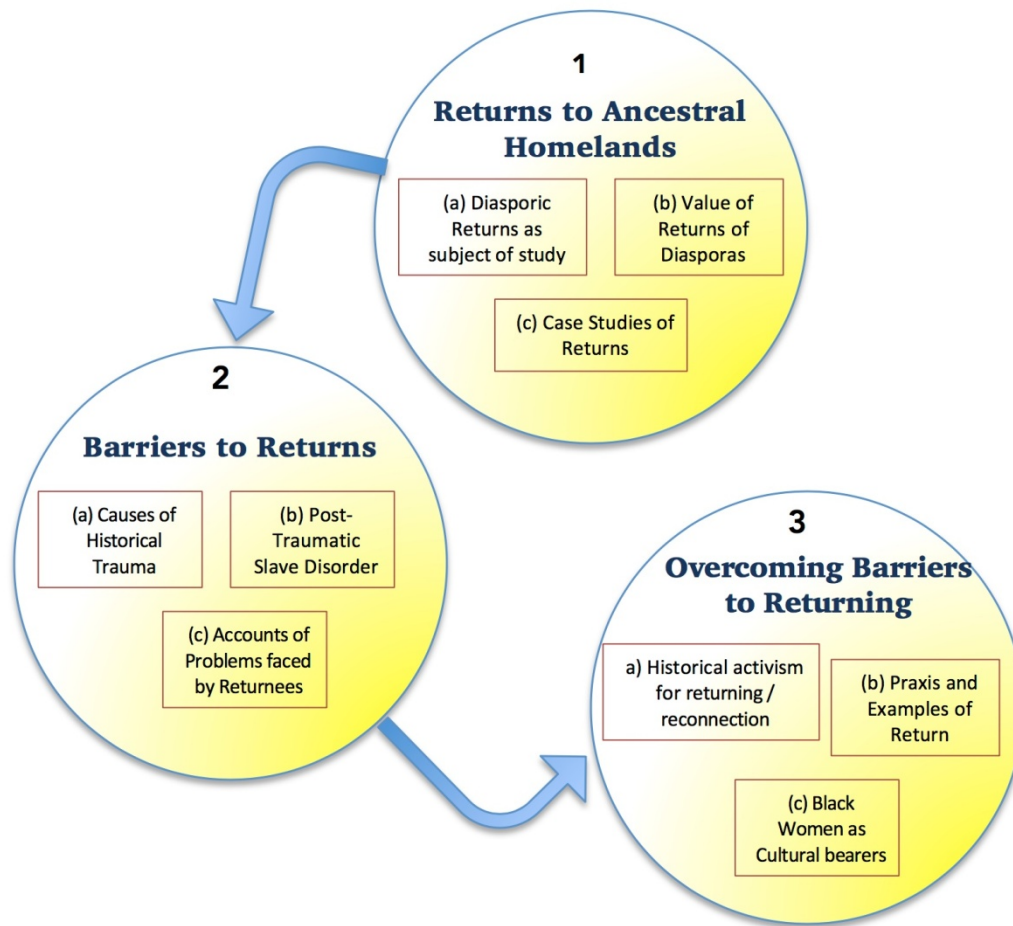 1
Returns to Ancestral
Homelands
(a) Diasporic
Returns as
subject of study
(b) Value of
Returns of
Diasporas
(c) Case Studies of
Returns
2
Barriers to Returns
(a) Causes of
Historical
Trauma
(b) Post-
Traumatic
Slave Disorder
(c) Accounts of
Problems faced
by Returnees
3
Overcoming Barriers
to Returning
a) Historical activism
for returning /
reconnection
(b) Praxis and
Examples of
Return
(c) Black
Women as
Cultural bearers